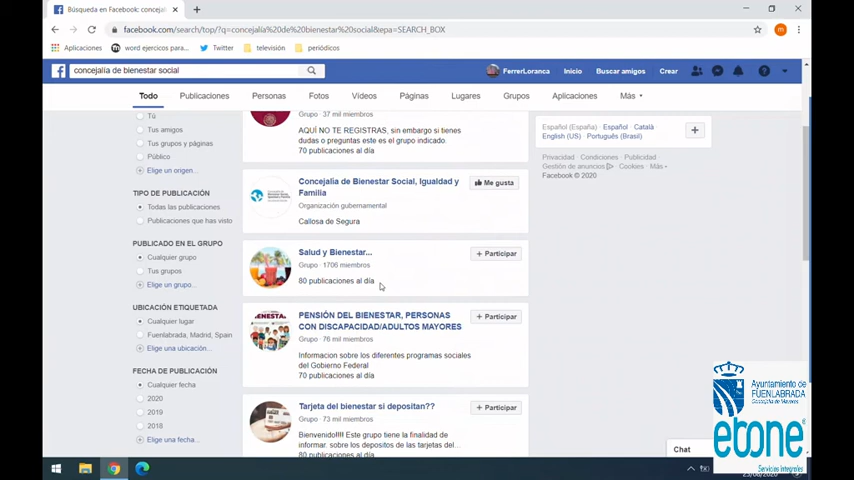 Búsqueda en Facebook: concejal
facebook.com/search/top/?q=concejalía%20de%20bienestar%20social&epa=SEARCH_BOX
Aplicaciones
word ejercicios para...
Twitter
televisión
periódicos
concejalía de bienestar social
FerrerLoranca
Inicio
Buscar amigos
Crear
Todo
Publicaciones
Personas
Fotos
Vídeos
Páginas
Lugares
Grupos
Aplicaciones
Más
Tú
Tus amigos
Tus grupos y páginas
Público
Elige un origen...
TIPO DE PUBLICACIÓN
Todas las publicaciones
Publicaciones que has visto
PUBLICADO EN EL GRUPO
Cualquier grupo
Tus grupos
Elige un grupo...
UBICACIÓN ETIQUETADA
Cualquier lugar
Fuenlabrada, Madrid, Spain
Elige una ubicación...
FECHA DE PUBLICACIÓN
Cualquier fecha
2020
2019
2018
Elige una fecha...
Grupo · 37 mil miembros
AQUÍ NO TE REGISTRAS, sin embargo si tienes
dudas o preguntas este es el grupo indicado
70 publicaciones al día
Concejalía de Bienestar Social, Igualdad y
Familia
Organización gubernamental
Callosa de Segura
Me gusta
Salud y Bienestar...
Grupo · 1706 miembros
80 publicaciones al día
+ Participar
PENSIÓN DEL BIENESTAR, PERSONAS
CON DISCAPACIDAD/ADULTOS MAYORES
Grupo · 76 mil miembros
Informacion sobre los diferentes programas sociales
del Gobierno Federal
70 publicaciones al día
+ Participar
Tarjeta del bienestar si depositan??
Grupo · 73 mil miembros
Bienvenido!!!! Este grupo tiene la finalidad de
informar. sobre los depositos de las tarjetas del...
+ Participar
Español (España) · Español · Català ·
English (US) · Português (Brasil)
Privacidad · Condiciones · Publicidad ·
Gestión de anuncios · Cookies · Más
Facebook © 2020
Chat
Ayuntamiento de
FUENLABRADA
Concejalía de Mayores
ebone
Servicios Integrales